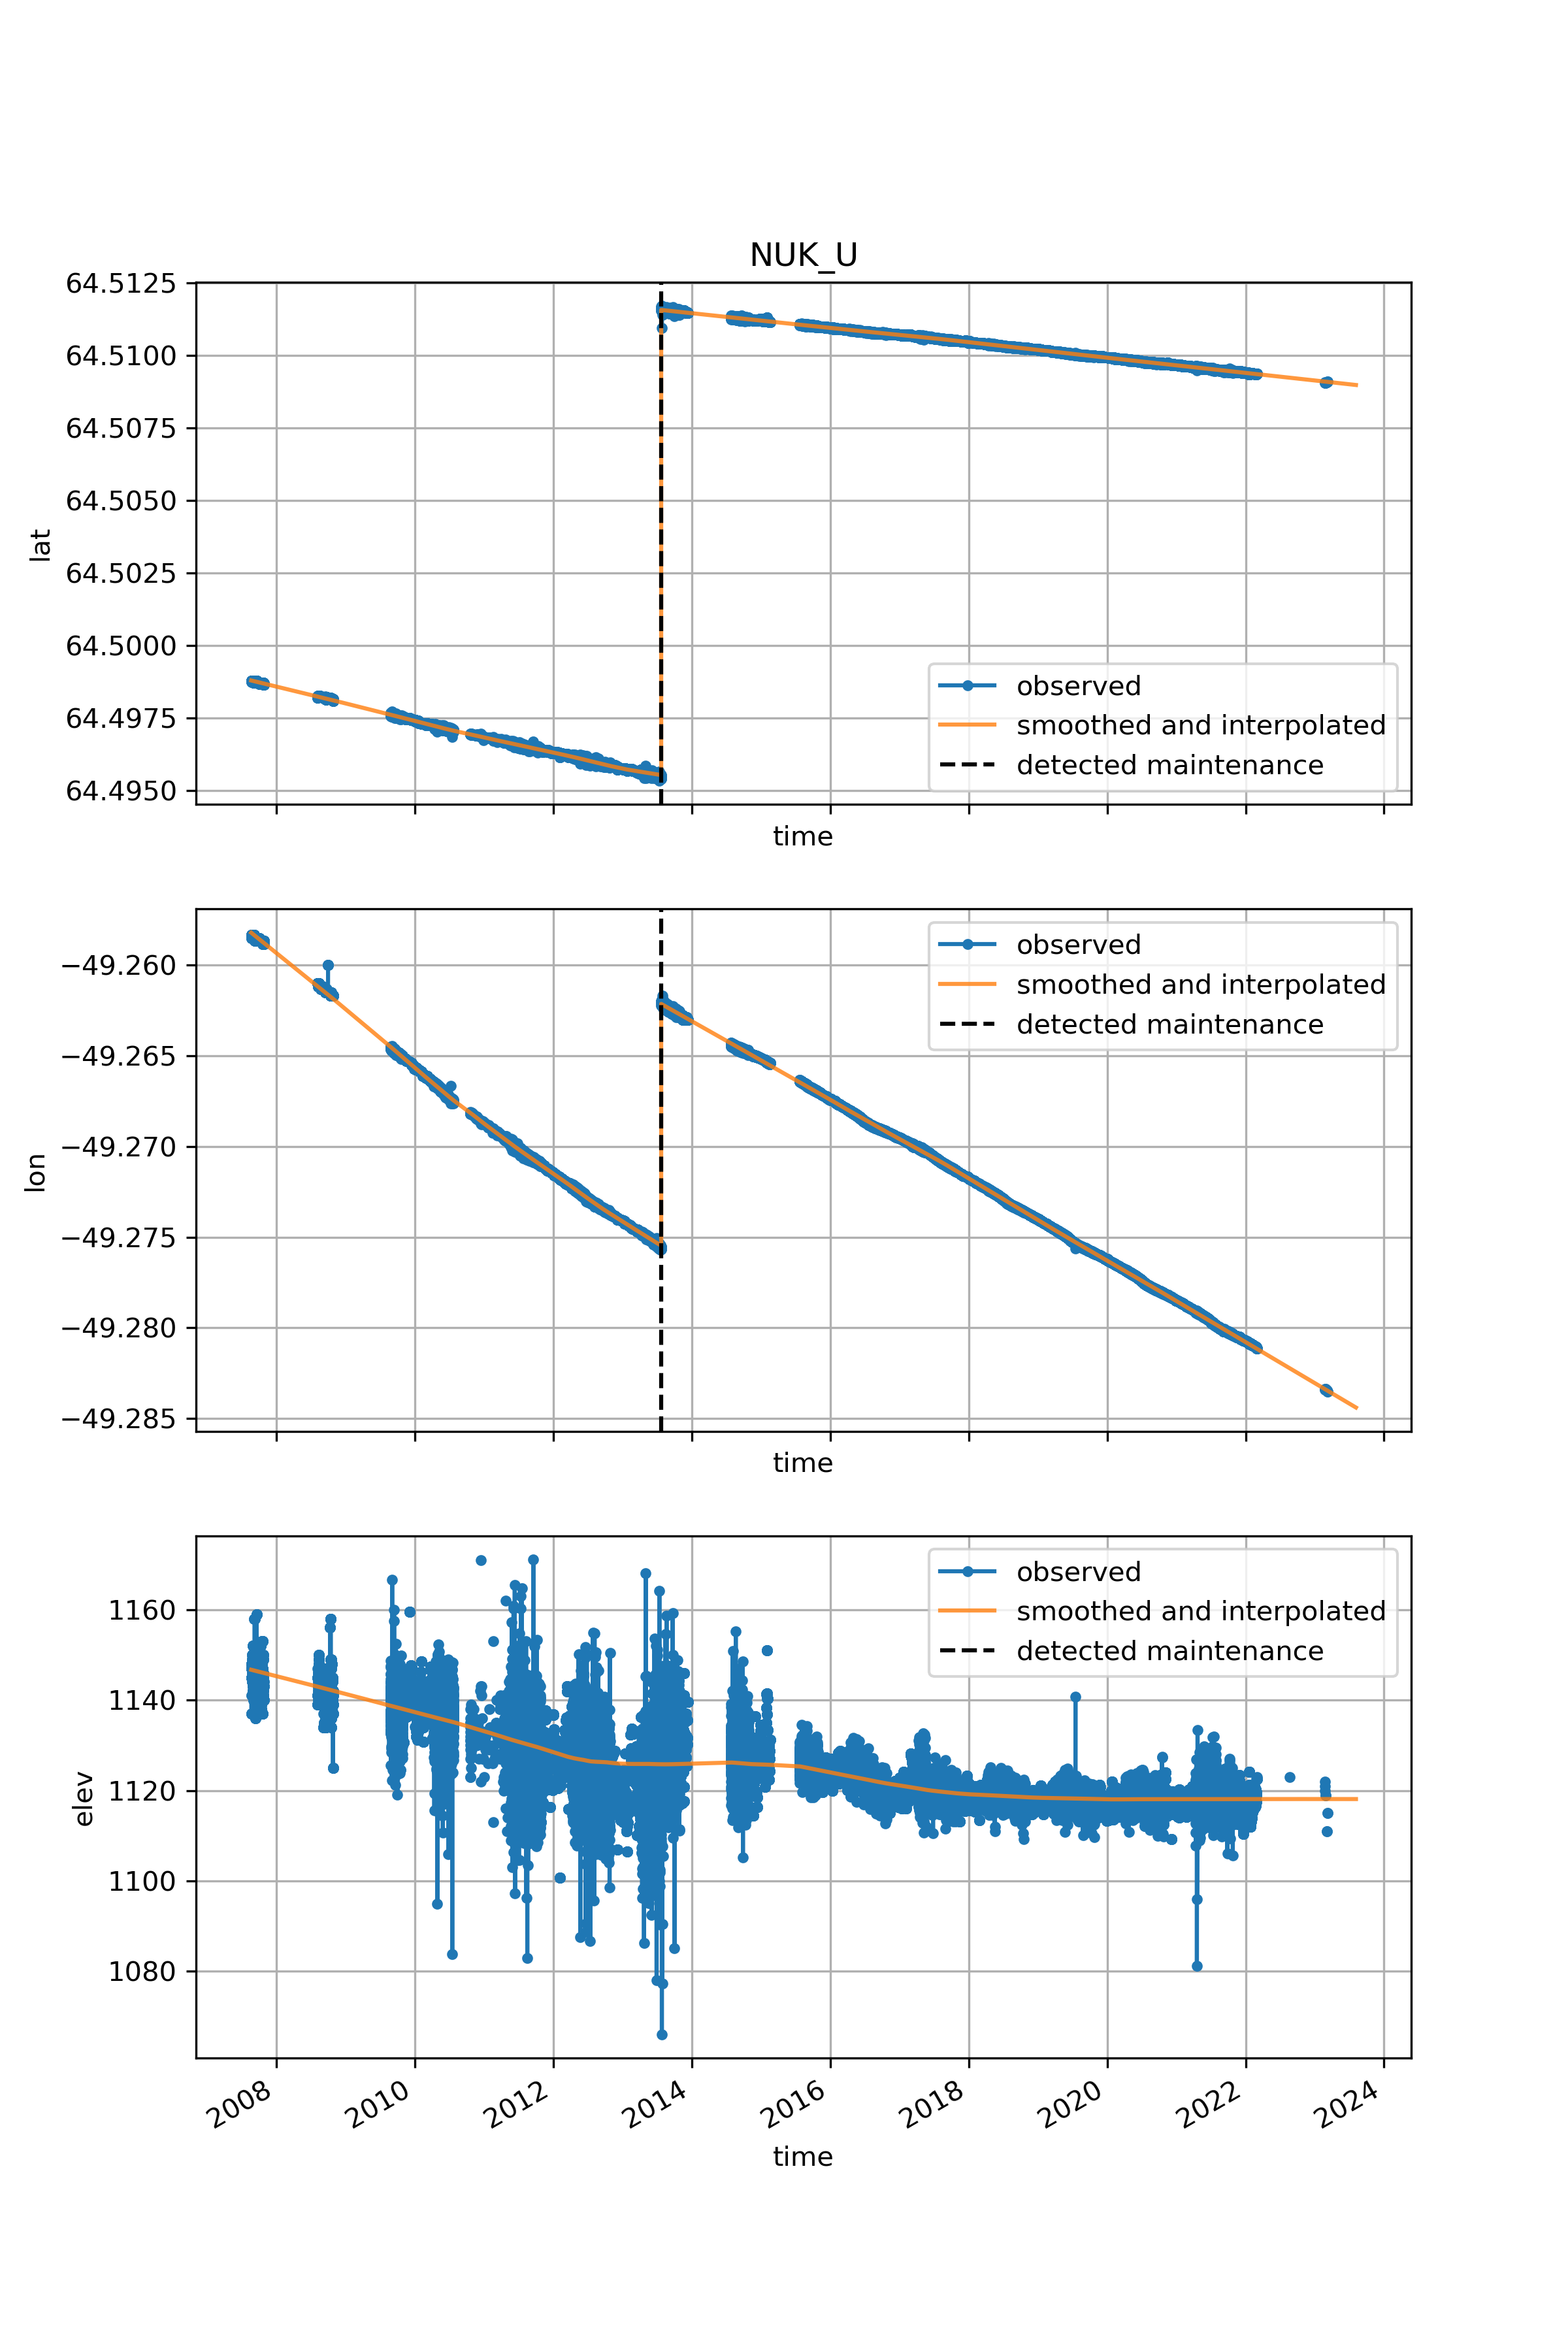 NUK_U
64.5125
64.5100
64.5075
64.5050
64.5025
64.5000
64.4975
64.4950
lat
observed
smoothed and interpolated
detected maintenance
time
−49.260
−49.265
−49.270
−49.275
−49.280
−49.285
lon
observed
smoothed and interpolated
detected maintenance
time
1160
1140
1120
1100
1080
elev
observed
smoothed and interpolated
detected maintenance
2008 2010 2012 2014 2016 2018 2020 2022 2024
time